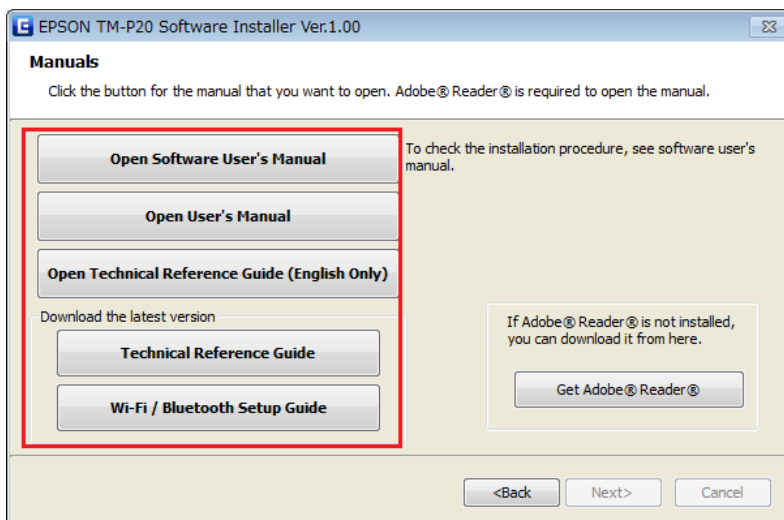 EPSON TM-P20 Software Installer Ver.1.00
Manuals
Click the button for the manual that you want to open. Adobe® Reader® is required to open the manual.
Open Software User's Manual
To check the installation procedure, see software user's
manual.
Open User's Manual
Open Technical Reference Guide (English Only)
Download the latest version
Technical Reference Guide
Wi-Fi / Bluetooth Setup Guide
If Adobe® Reader® is not installed,
you can download it from here.
Get Adobe® Reader®
<Back
Next>
Cancel